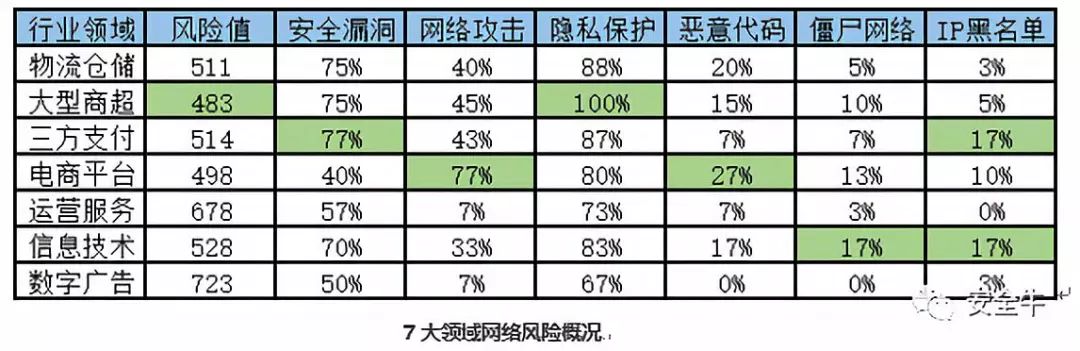 行业领域 风险值 安全漏洞 网络攻击 隐私保护 恶意代码 僵尸网络 IP黑名单
物流仓储 511 75% 40% 88% 20% 5% 3%
大型商超 483 75% 45% 100% 15% 10% 5%
三方支付 514 77% 43% 87% 7% 7% 17%
电商平台 498 40% 77% 80% 27% 13% 10%
运营服务 678 57% 7% 73% 7% 3% 0%
信息技术 528 70% 33% 83% 17% 17% 17%
数字广告 723 50% 7% 67% 0% 0% 3%
安全牛
7大领域网络风险概况.